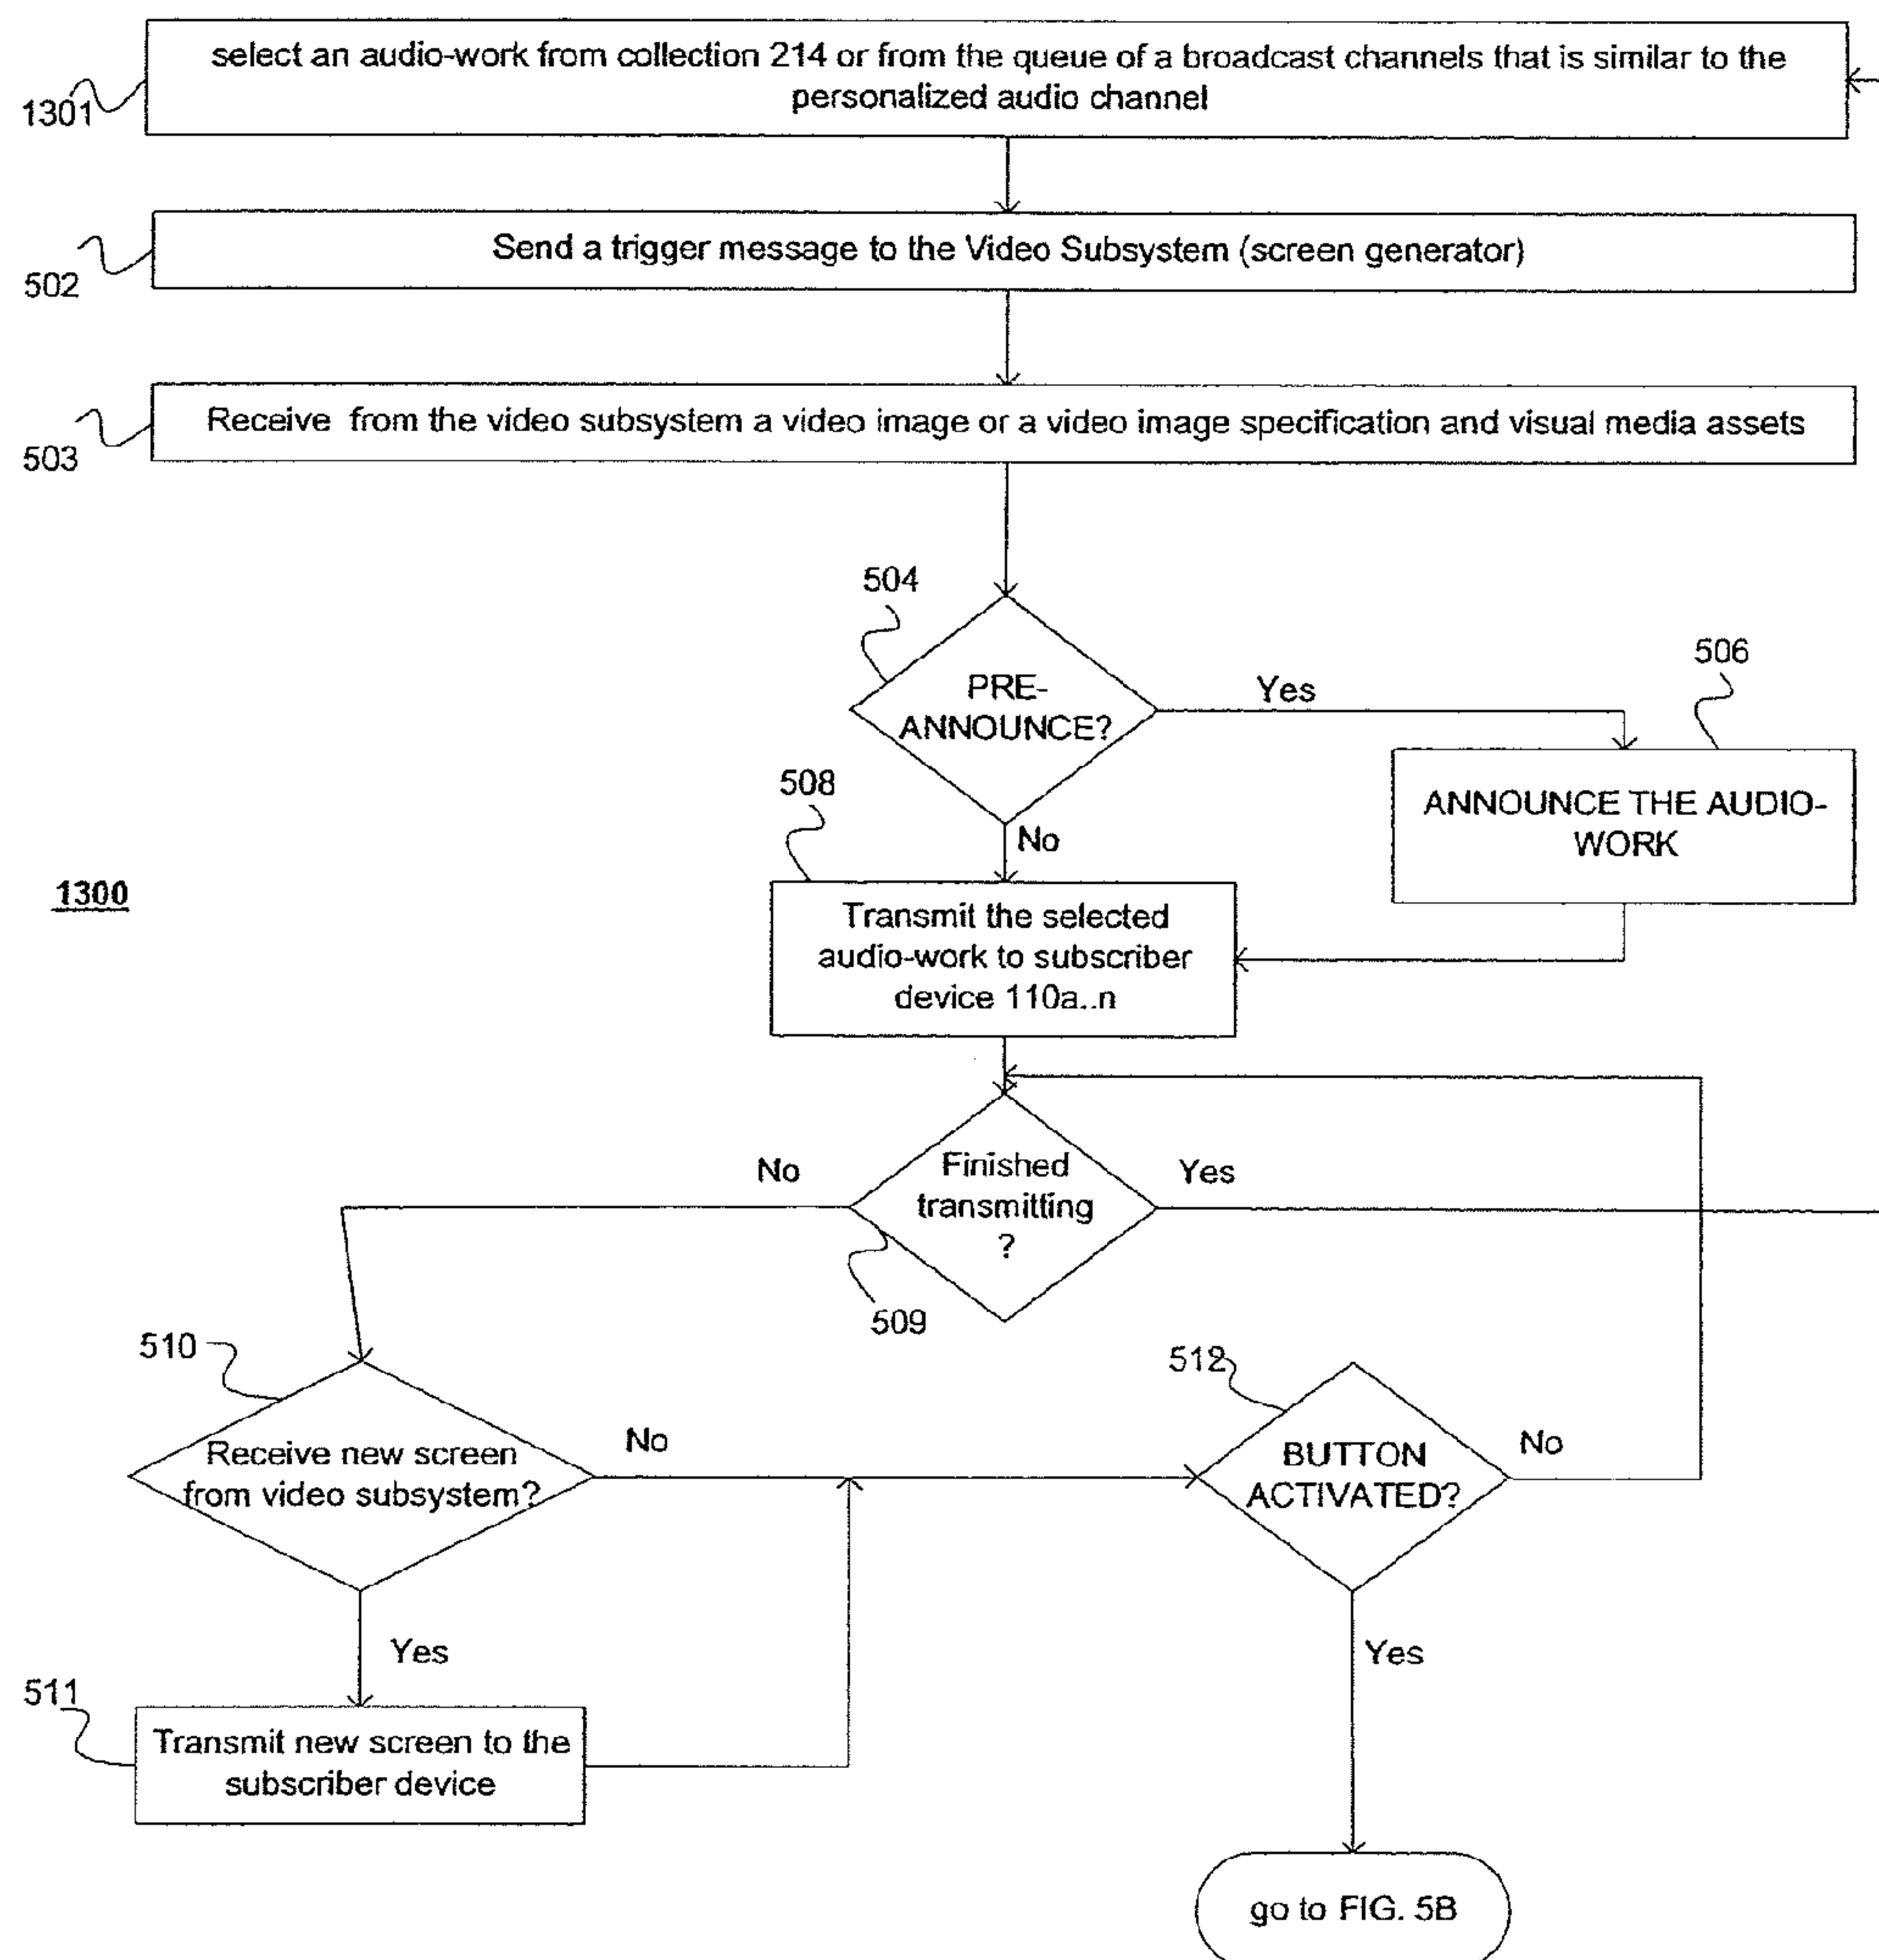 select an audio-work from collection 214 or from the queue of a broadcast channels that is similar to the
personalized audio channel
1301
Send a trigger message to the Video Subsystem (screen generator)
502
Receive from the video subsystem a video image or a video image specification and visual media assets
503
504
PRE-
ANNOUNCE?
Yes
506
ANNOUNCE THE AUDIO-
WORK
No
508
Transmit the selected
audio-work to subscriber
device 110a..n
1300
Finished
transmitting
?
No
Yes
509
510
Receive new screen
from video subsystem?
No
512
BUTTON
ACTIVATED?
No
Yes
Yes
511
Transmit new screen to the
subscriber device
go to FIG. 5B